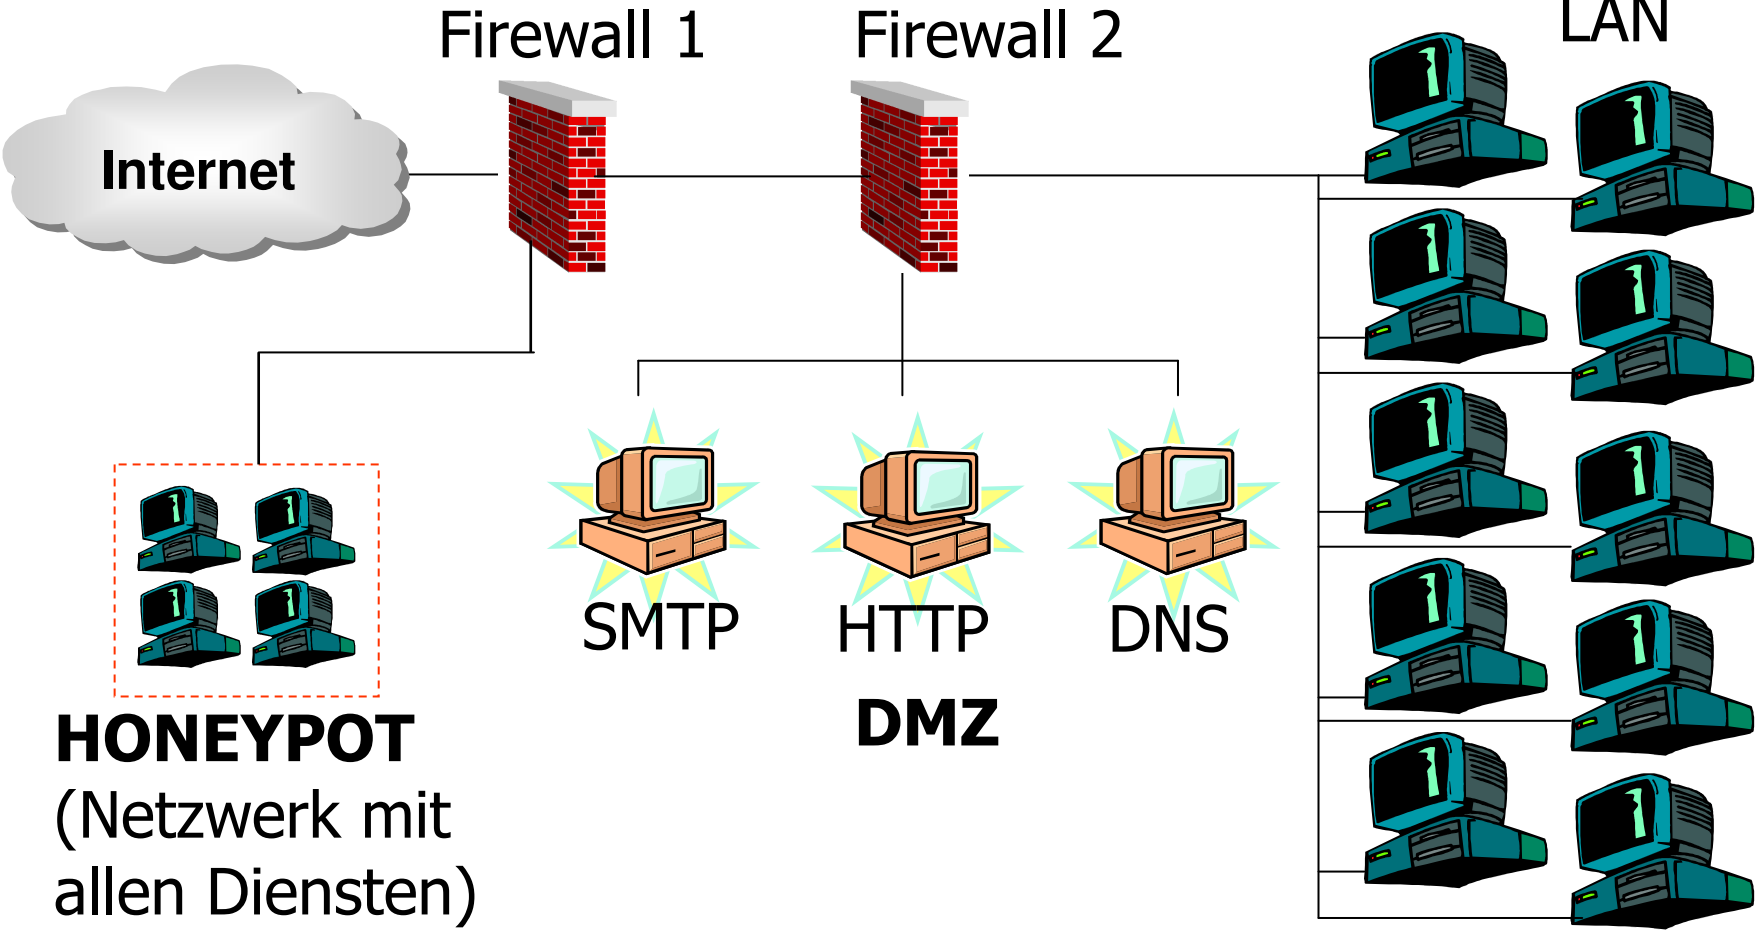 Firewall 1
Firewall 2
LAN
Internet
SMTP
HTTP
DNS
DMZ
HONEYPOT
(Netzwerk mit
allen Diensten)